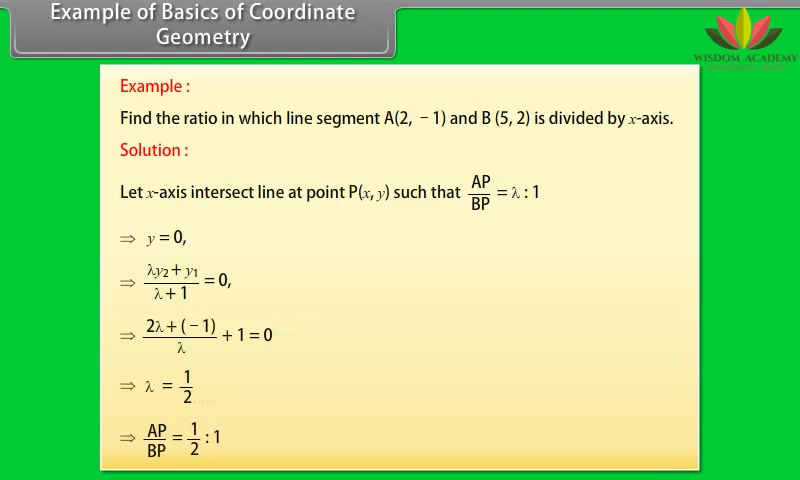 Example of Basics of Coordinate
Geometry
WISDOM ACADEMY
Example :
Find the ratio in which line segment A(2, −1) and B (5, 2) is divided by x-axis.
Solution :
Let x-axis intersect line at point P(x, y) such that AP/BP = λ : 1
⇒ y = 0,
⇒ (λy₂ + y₁)/(λ + 1) = 0,
⇒ (2λ + (−1))/λ + 1 = 0
⇒ λ = 1/2
⇒ AP/BP = 1/2 : 1